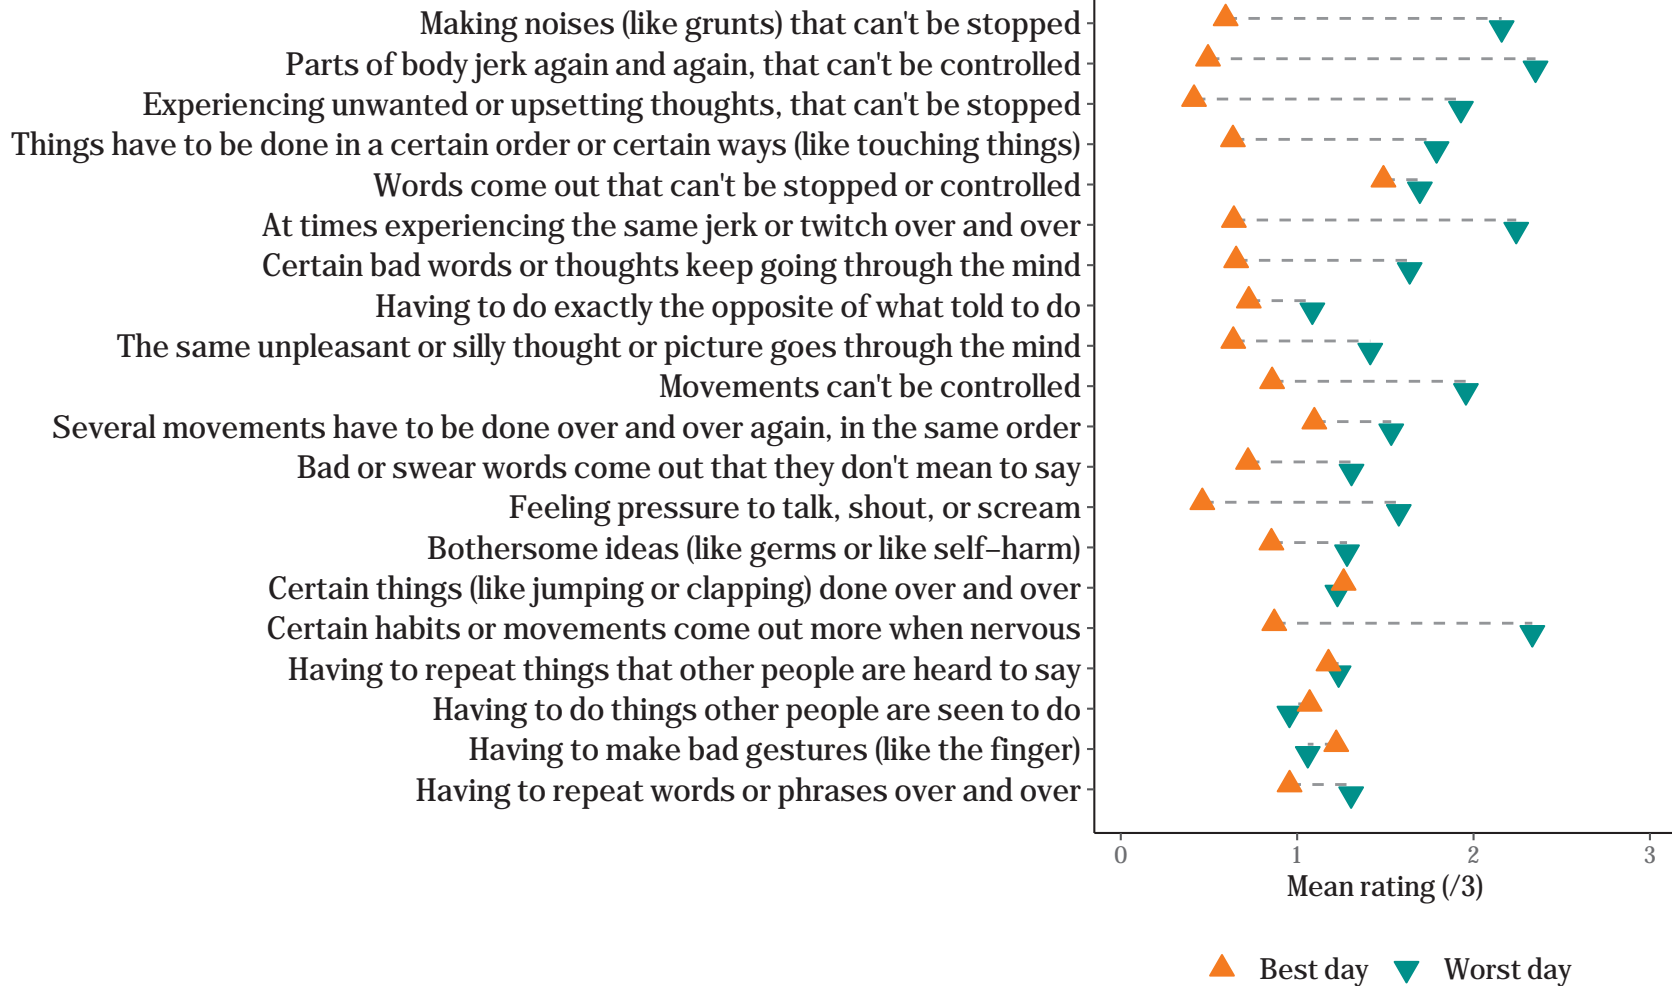 Making noises (like grunts) that can't be stopped
Parts of body jerk again and again, that can't be controlled
Experiencing unwanted or upsetting thoughts, that can't be stopped
Things have to be done in a certain order or certain ways (like touching things)
Words come out that can't be stopped or controlled
At times experiencing the same jerk or twitch over and over
Certain bad words or thoughts keep going through the mind
Having to do exactly the opposite of what told to do
The same unpleasant or silly thought or picture goes through the mind
Movements can't be controlled
Several movements have to be done over and over again, in the same order
Bad or swear words come out that they don't mean to say
Feeling pressure to talk, shout, or scream
Bothersome ideas (like germs or like self−harm)
Certain things (like jumping or clapping) done over and over
Certain habits or movements come out more when nervous
Having to repeat things that other people are heard to say
Having to do things other people are seen to do
Having to make bad gestures (like the finger)
Having to repeat words or phrases over and over
0 1 2 3
Mean rating (/3)
Best day Worst day